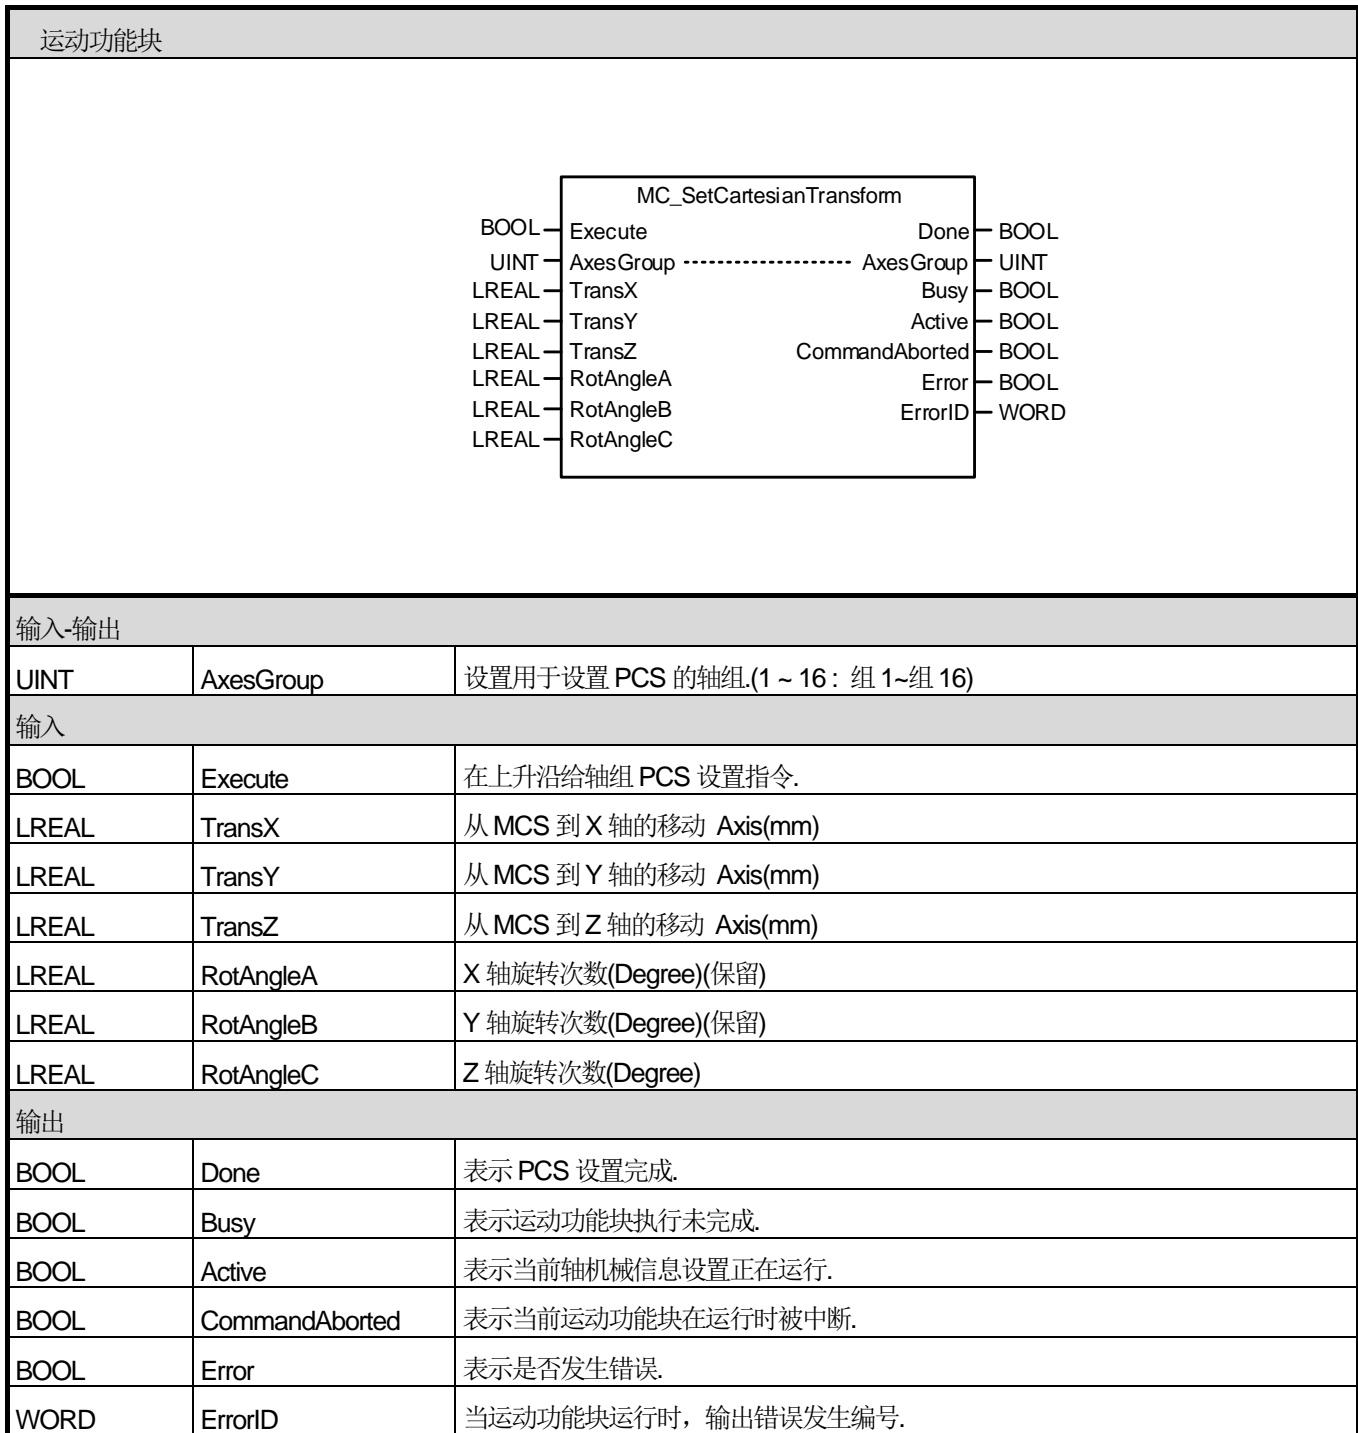 运动功能块
MC_SetCartesianTransform
BOOL Execute Done BOOL
UINT AxesGroup AxesGroup UINT
LREAL TransX Busy BOOL
LREAL TransY Active BOOL
LREAL TransZ CommandAborted BOOL
LREAL RotAngleA Error BOOL
LREAL RotAngleB ErrorID WORD
LREAL RotAngleC
输入-输出
UINT AxesGroup 设置用于设置 PCS 的轴组.(1 ~ 16 : 组 1~组 16)
输入
BOOL Execute 在上升沿给轴组 PCS 设置指令.
LREAL TransX 从 MCS 到 X 轴的移动 Axis(mm)
LREAL TransY 从 MCS 到 Y 轴的移动 Axis(mm)
LREAL TransZ 从 MCS 到 Z 轴的移动 Axis(mm)
LREAL RotAngleA X 轴旋转次数(Degree)(保留)
LREAL RotAngleB Y 轴旋转次数(Degree)(保留)
LREAL RotAngleC Z 轴旋转次数(Degree)
输出
BOOL Done 表示 PCS 设置完成.
BOOL Busy 表示运动功能块执行未完成.
BOOL Active 表示当前轴机械信息设置正在运行.
BOOL CommandAborted 表示当前运动功能块在运行时被中断.
BOOL Error 表示是否发生错误.
WORD ErrorID 当运动功能块运行时，输出错误发生编号.